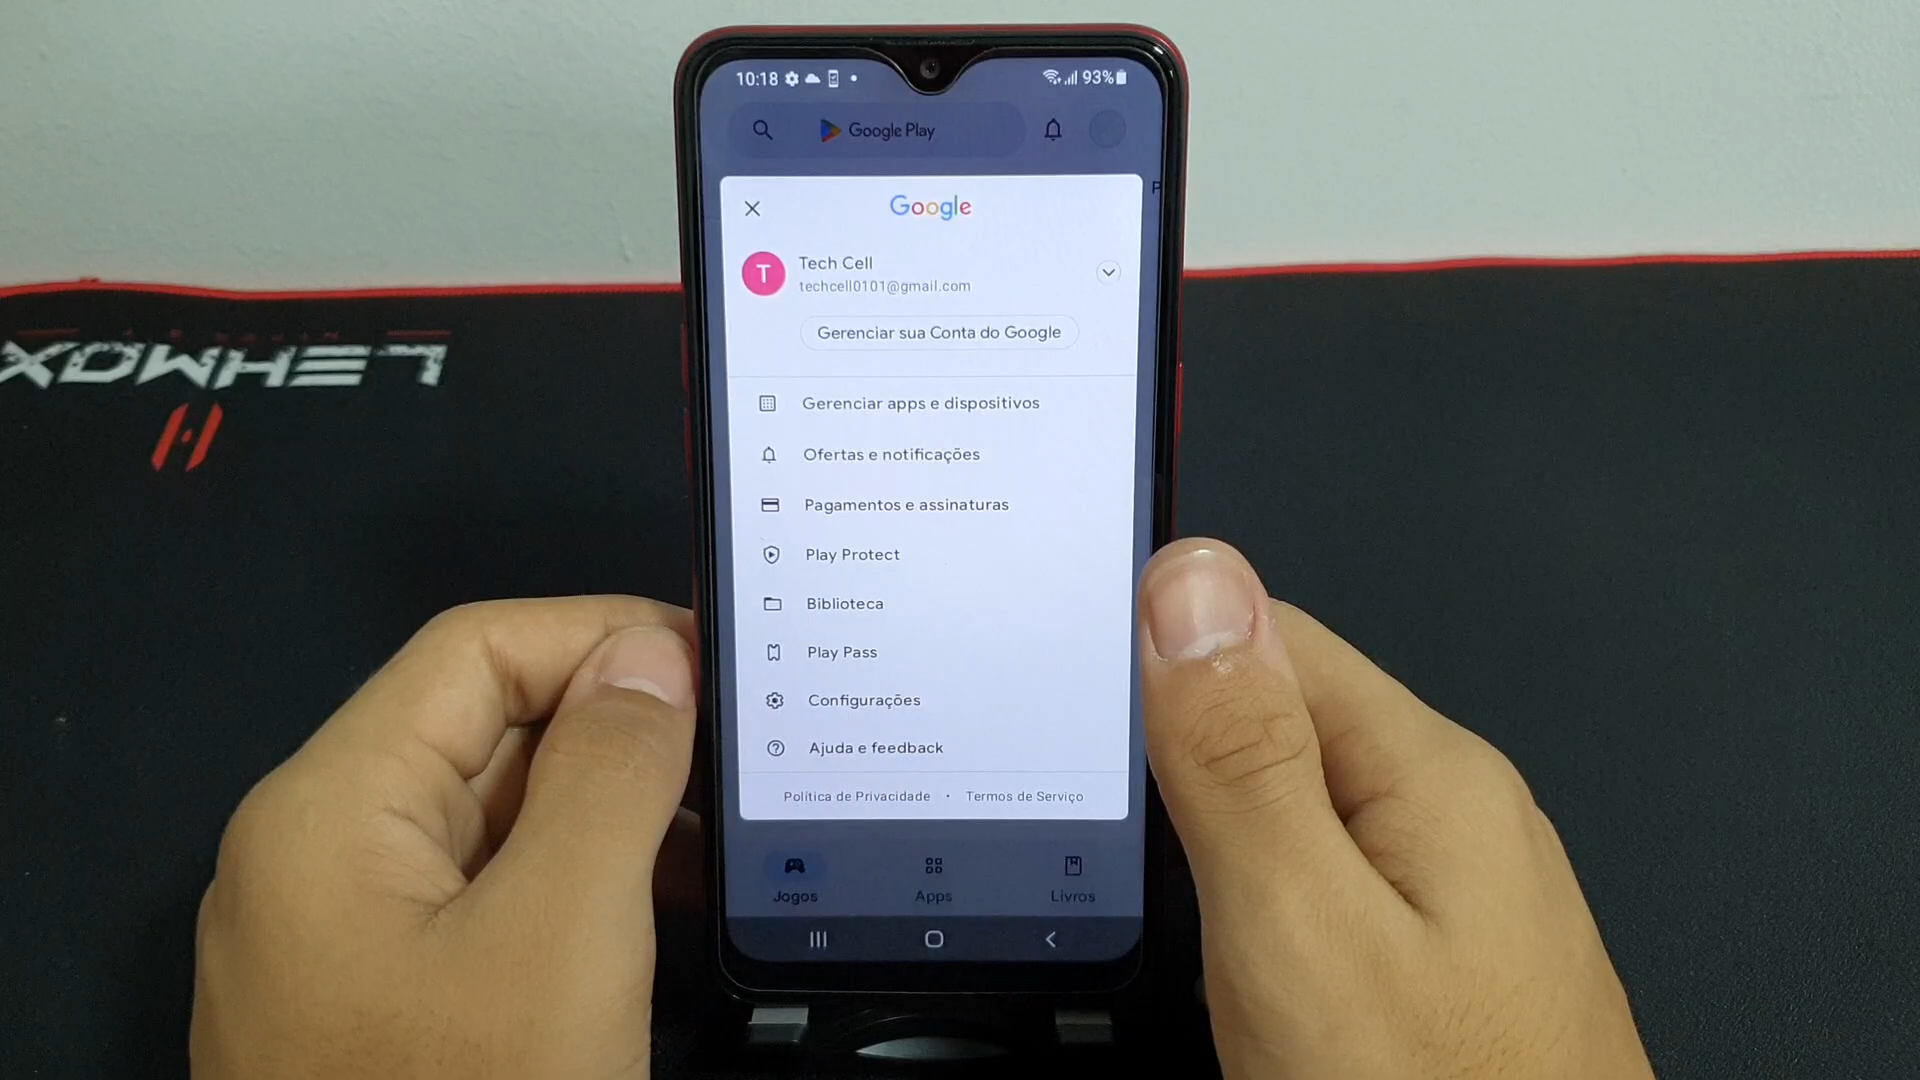 10:18
93%
Google Play
P
Google
T
Tech Cell
techcell0101@gmail.com
Gerenciar sua Conta do Google
Gerenciar apps e dispositivos
Ofertas e notificações
Pagamentos e assinaturas
Play Protect
Biblioteca
Play Pass
Configurações
Ajuda e feedback
Política de Privacidade • Termos de Serviço
Jogos
Apps
Livros